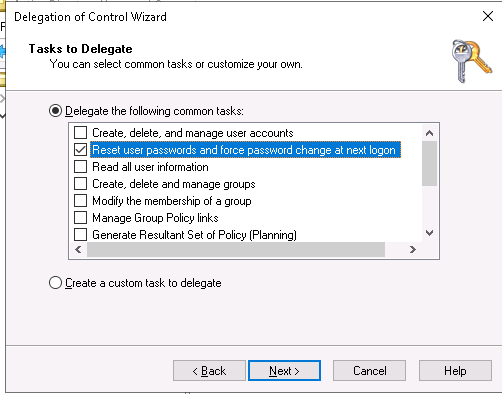 Delegation of Control Wizard
Tasks to Delegate
You can select common tasks or customize your own.
Delegate the following common tasks:
Create, delete, and manage user accounts
Reset user passwords and force password change at next logon
Read all user information
Create, delete and manage groups
Modify the membership of a group
Manage Group Policy links
Generate Resultant Set of Policy (Planning)
Create a custom task to delegate
< Back
Next >
Cancel
Help